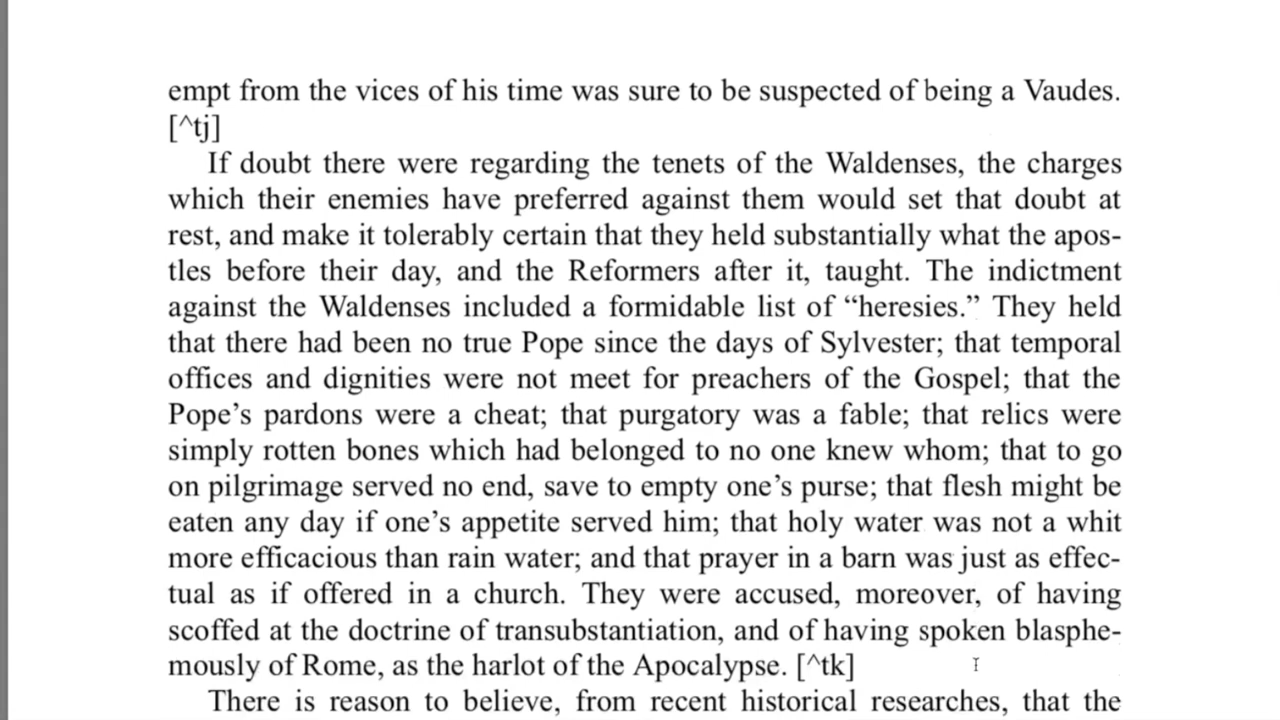 empt from the vices of his time was sure to be suspected of being a Vaudes.
[^tj]
If doubt there were regarding the tenets of the Waldenses, the charges
which their enemies have preferred against them would set that doubt at
rest, and make it tolerably certain that they held substantially what the apos-
tles before their day, and the Reformers after it, taught. The indictment
against the Waldenses included a formidable list of “heresies.” They held
that there had been no true Pope since the days of Sylvester; that temporal
offices and dignities were not meet for preachers of the Gospel; that the
Pope’s pardons were a cheat; that purgatory was a fable; that relics were
simply rotten bones which had belonged to no one knew whom; that to go
on pilgrimage served no end, save to empty one’s purse; that flesh might be
eaten any day if one’s appetite served him; that holy water was not a whit
more efficacious than rain water; and that prayer in a barn was just as effec-
tual as if offered in a church. They were accused, moreover, of having
scoffed at the doctrine of transubstantiation, and of having spoken blasphe-
mously of Rome, as the harlot of the Apocalypse. [^tk]
There is reason to believe, from recent historical researches, that the